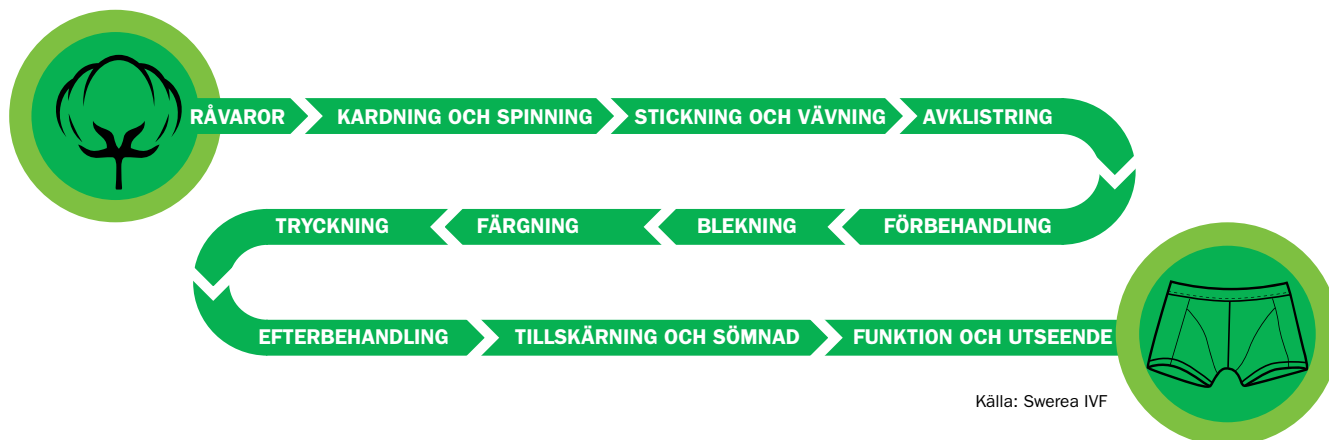 RÅVAROR KARDNING OCH SPINNING STICKNING OCH VÄVNING AVKLISTRING
FÖRBEHANDLING BLEKNING FÄRGNING TRYCKNING
EFTERBEHANDLING TILLSKÄRNING OCH SÖMNAD FUNKTION OCH UTSEENDE
Källa: Swerea IVF